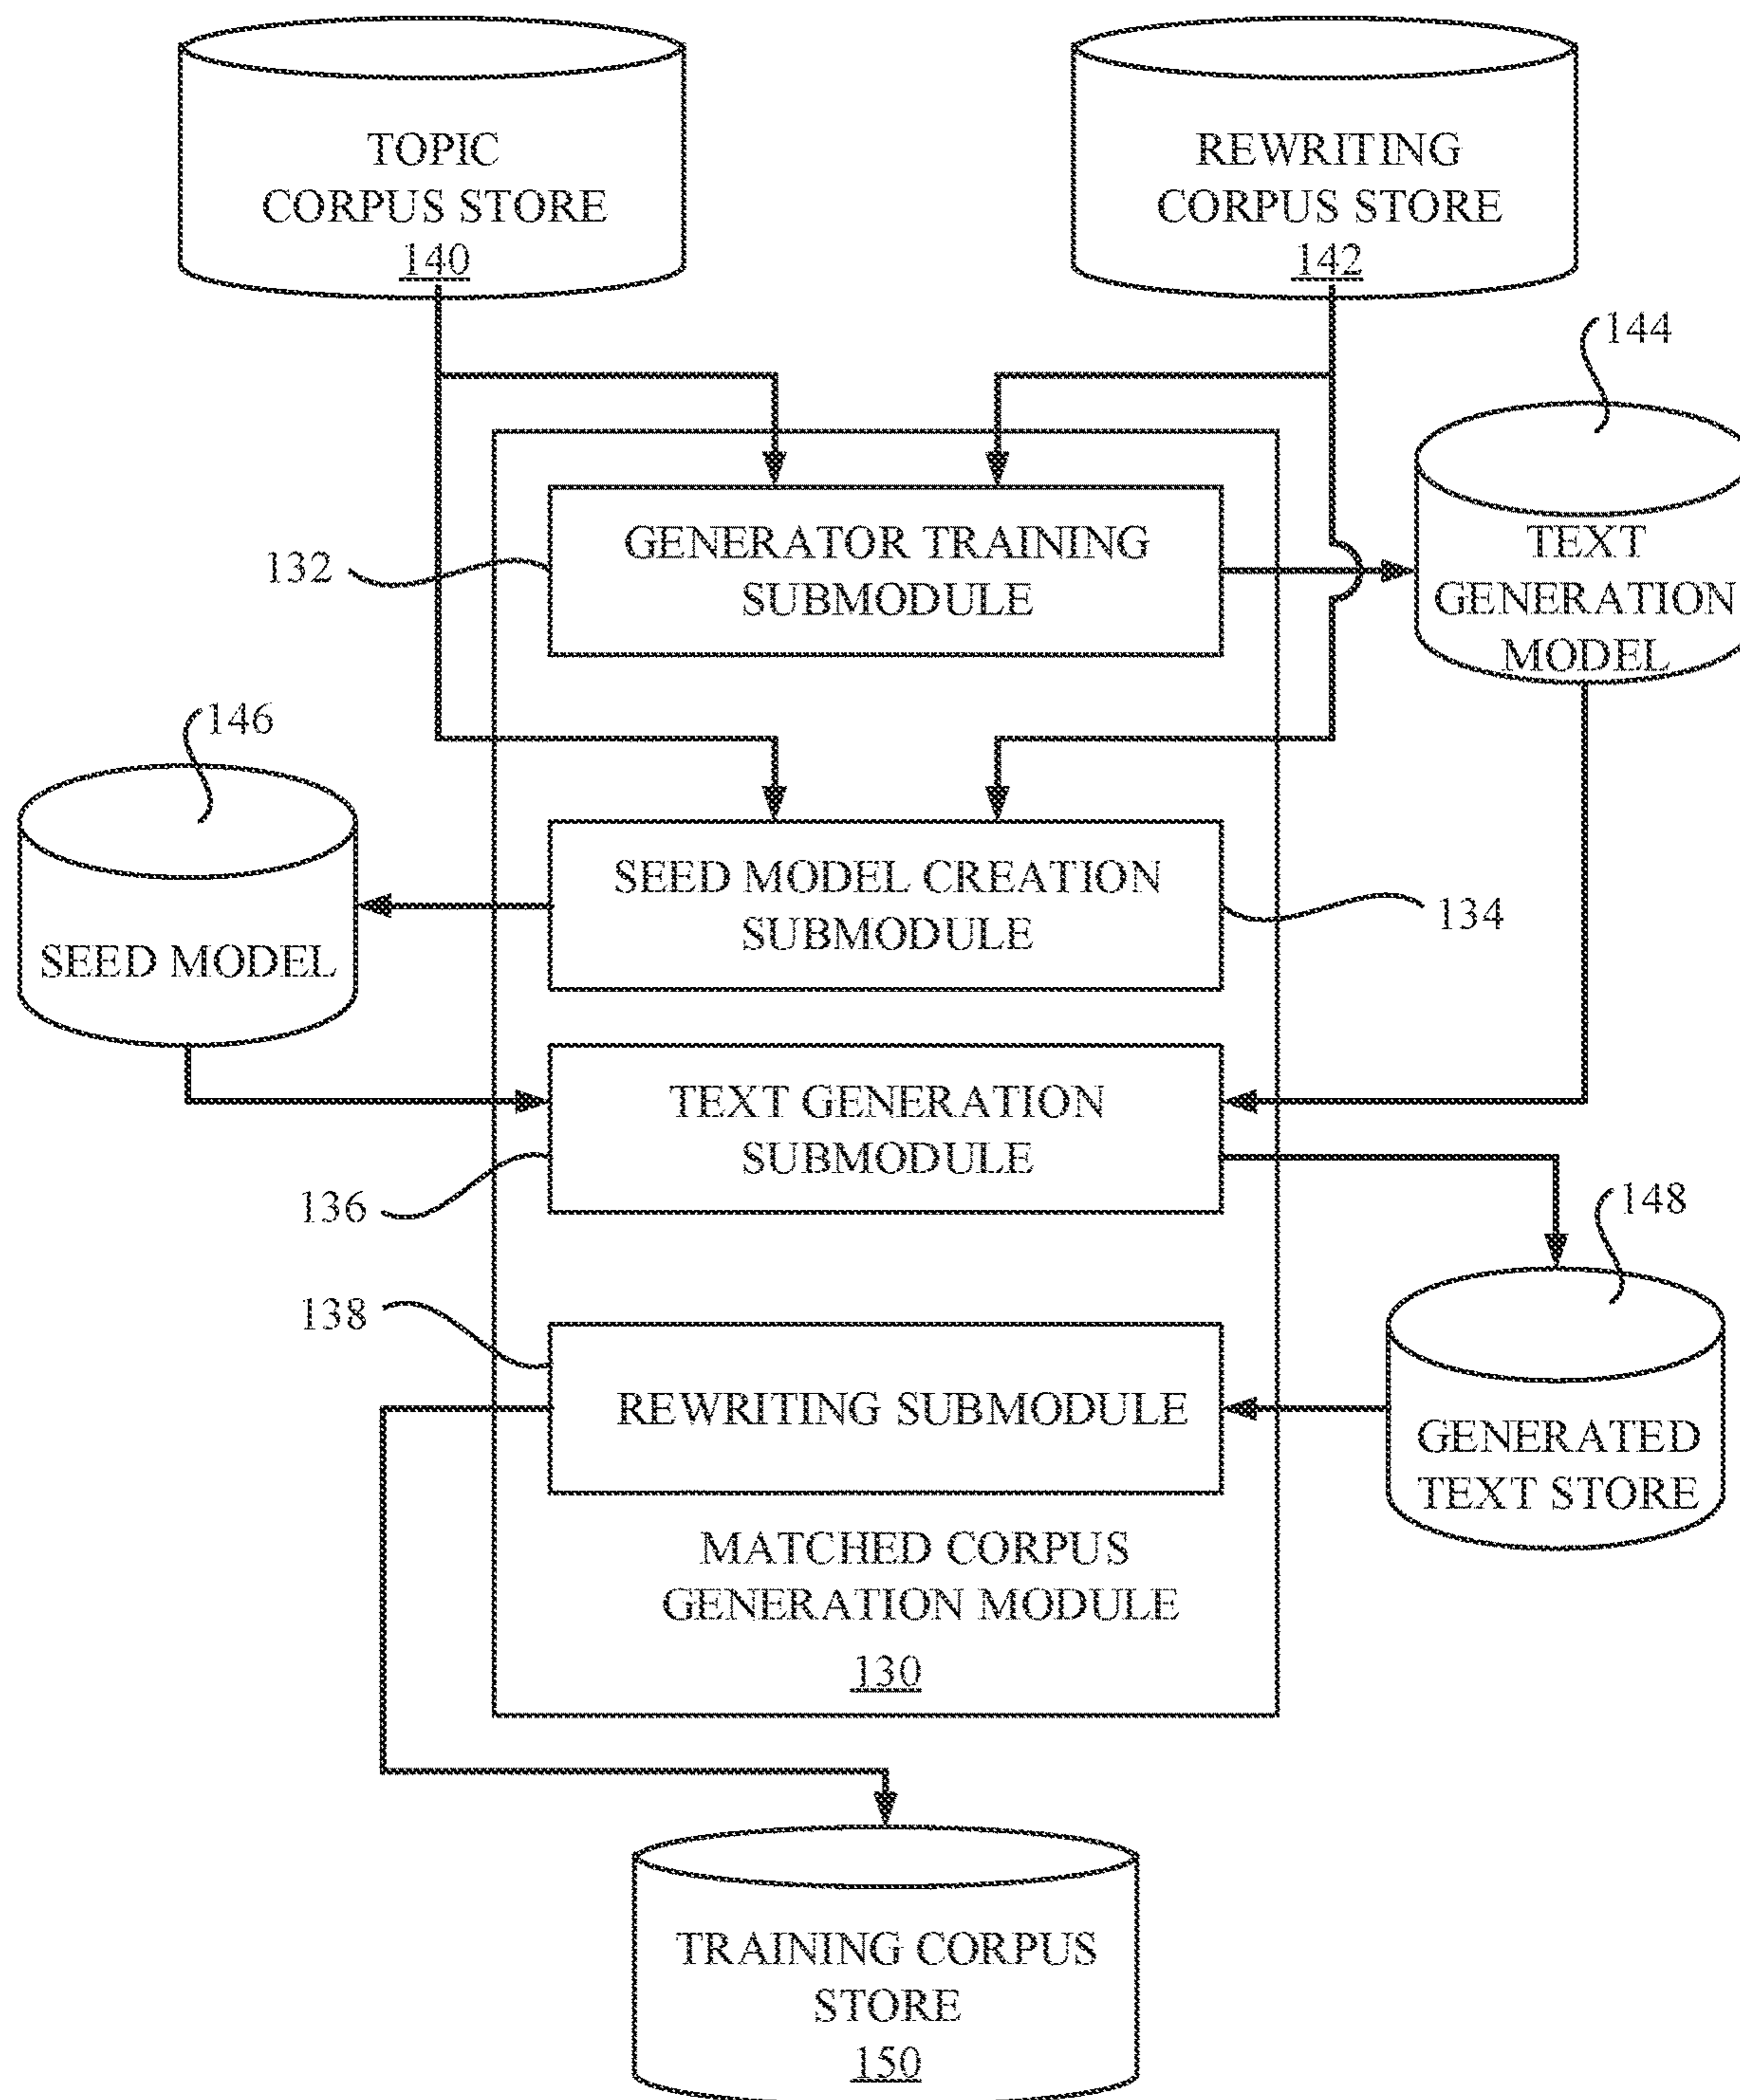 TOPIC
CORPUS STORE
140
REWRITING
CORPUS STORE
142
144
GENERATOR TRAINING
SUBMODULE
132
TEXT
GENERATION
MODEL
146
SEED MODEL CREATION
SUBMODULE
134
SEED MODEL
TEXT GENERATION
SUBMODULE
136
148
138
REWRITING SUBMODULE
GENERATED
TEXT STORE
MATCHED CORPUS
GENERATION MODULE
130
TRAINING CORPUS
STORE
150